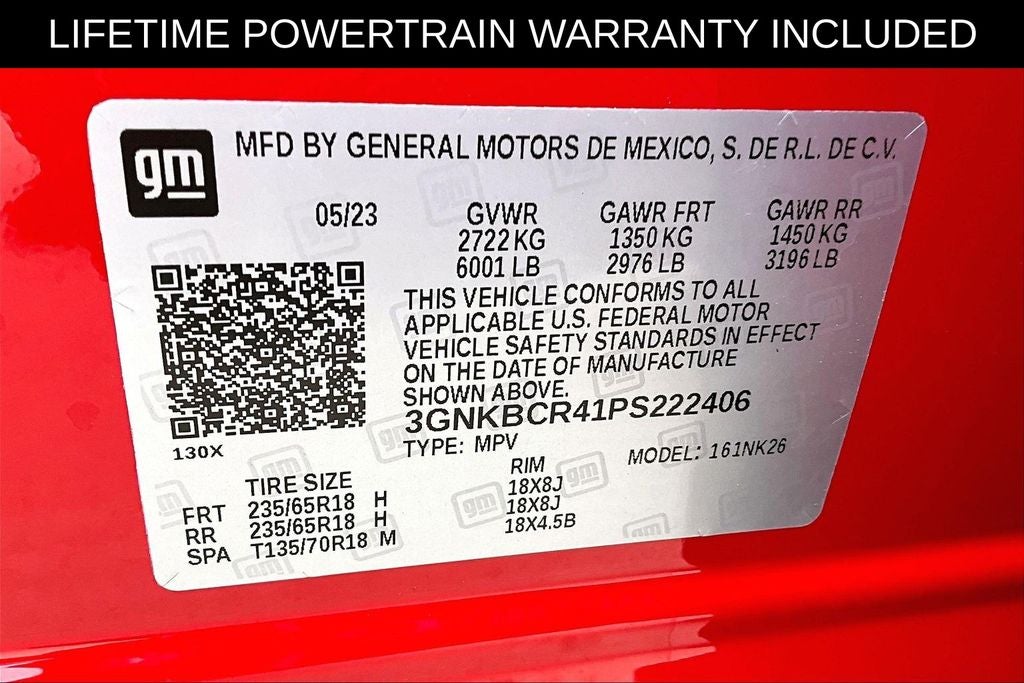 LIFETIME POWERTRAIN WARRANTY INCLUDED
gm MFD BY GENERAL MOTORS DE MEXICO, S. DE R.L. DE C.V.
05/23 GVWR GAWR FRT GAWR RR
2722 KG 1350 KG 1450 KG
6001 LB 2976 LB 3196 LB
THIS VEHICLE CONFORMS TO ALL
APPLICABLE U.S. FEDERAL MOTOR
VEHICLE SAFETY STANDARDS IN EFFECT
ON THE DATE OF MANUFACTURE
SHOWN ABOVE.
3GNKBCR41PS222406
130X TYPE: MPV MODEL: 161NK26
TIRE SIZE RIM
FRT 235/65R18 H 18X8J
RR 235/65R18 H 18X8J
SPA T135/70R18 M 18X4.5B